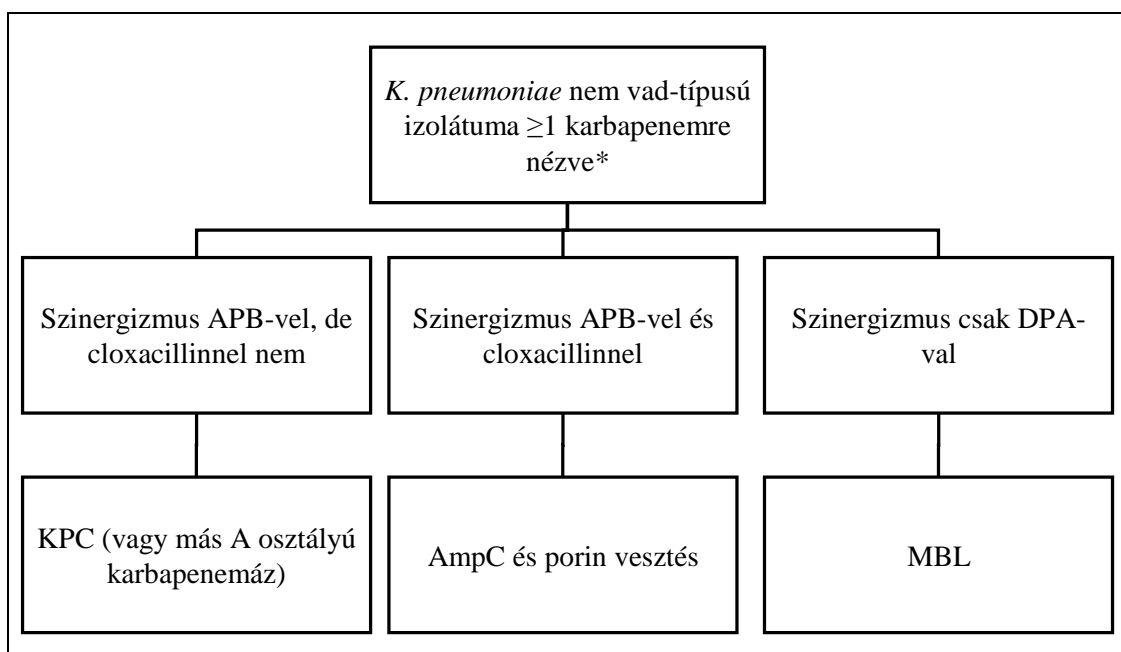 K. pneumoniae nem vad-típusú
izolátuma ≥1 karbapenemre
nézve*
Szinergizmus APB-vel, de
cloxacillinnel nem
Szinergizmus APB-vel és
cloxacillinnel
Szinergizmus csak DPA-
val
KPC (vagy más A osztályú
karbapenemáz)
AmpC és porin vesztés
MBL